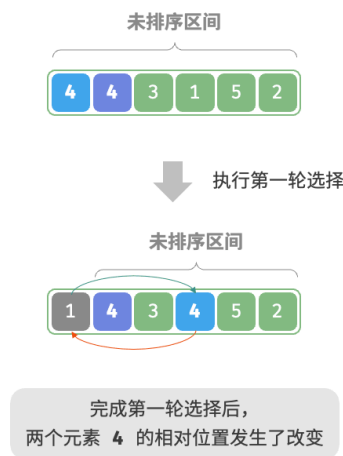 未排序区间
4 4 3 1 5 2
执行第一轮选择
未排序区间
1 4 3 4 5 2
完成第一轮选择后，
两个元素 4 的相对位置发生了改变